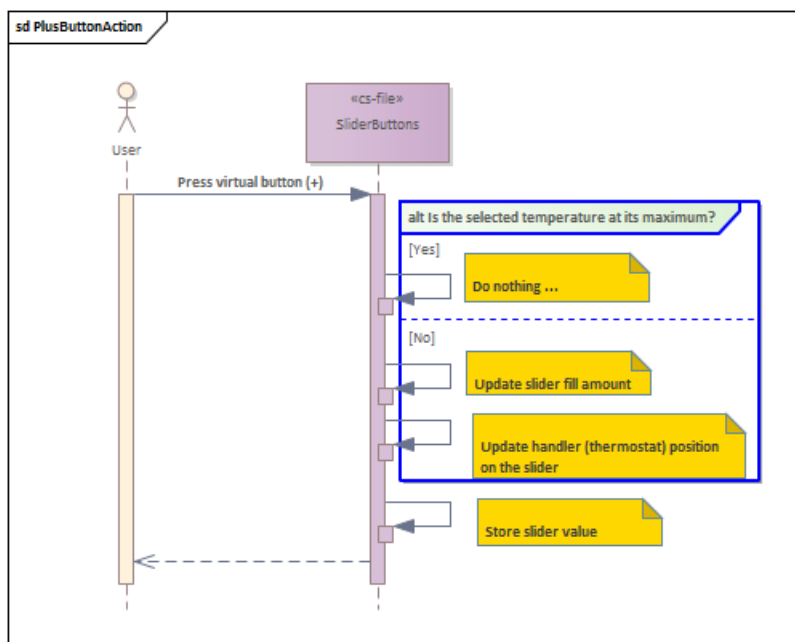 sd PlusButtonAction
«cs-file»
SliderButtons
User
Press virtual button (+)
alt Is the selected temperature at its maximum?
[Yes]
Do nothing ...
[No]
Update slider fill amount
Update handler (thermostat) position
on the slider
Store slider value